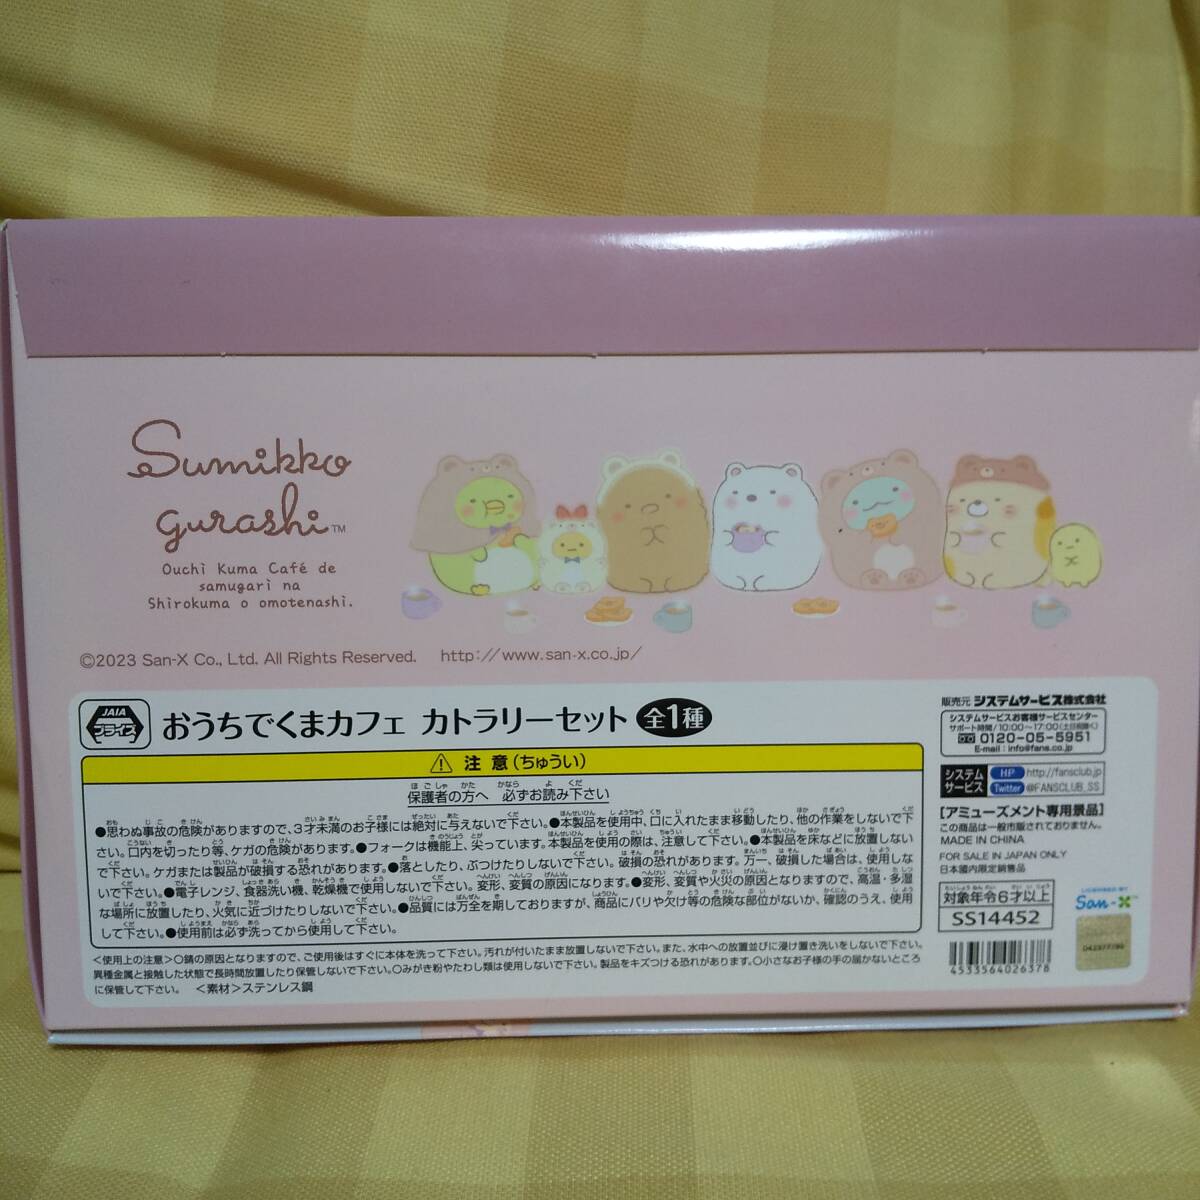 Sumikko
gurashi™
Ouchi Kuma Café de
samugari na
Shirokuma o omotenashi.
©2023 San-X Co., Ltd. All Rights Reserved. http://www.san-x.co.jp/
JAIA
プライズ
おうちでくまカフェ カトラリーセット 全1種
⚠ 注意(ちゅうい)
保護者の方へ 必ずお読み下さい
●思わぬ事故の危険がありますので、3才未満のお子様には絶対に与えないで下さい。●本製品を使用中、口に入れたまま移動したり、他の作業をしないで下
さい。口内を切ったり等、ケガの危険があります。●フォークは機能上、尖っています。本製品を使用の際は、注意して下さい。●本製品を床などに放置しない
で下さい。ケガまたは製品が破損する恐れがあります。●落としたり、ぶつけたりしないで下さい。破損の恐れがあります。万一、破損した場合は、使用しな
いで下さい。●電子レンジ、食器洗い機、乾燥機で使用しないで下さい。変形、変質の原因になります。●変形、変質や火災の原因となりますので、高温・多湿
な場所に放置したり、火気に近づけたりしないで下さい。●品質には万全を期しておりますが、商品にバリや欠け等の危険な部位がないか、確認のうえ、使用
して下さい。●使用前は必ず洗ってから使用して下さい。
<使用上の注意>○錆の原因となりますので、ご使用後はすぐに本体を洗って下さい。汚れが付いたまま放置しないで下さい。また、水中への放置並びに浸け置き洗いをしないで下さい。○
異種金属と接触した状態で長時間放置したり保管しないで下さい。○みがき粉やたわし類は使用しないで下さい。製品をキズつける恐れがあります。○小さなお子様の手の届かないところ
に保管して下さい。 <素材>ステンレス鋼
販売元 システムサービス株式会社
システムサービスお客様サービスセンター
サポート時間/10:00~17:00(土日祝除く)
0120-05-5951
E-mail:info@fans.co.jp
システム
サービス
HP http://fansclub.jp
Twitter @FANSCLUB_SS
【アミューズメント専用景品】
この商品は一般市販されておりません。
MADE IN CHINA
FOR SALE IN JAPAN ONLY
日本國内限定銷售品
対象年令6才以上
SS14452
4533564026378
LICENSED BY
San-X